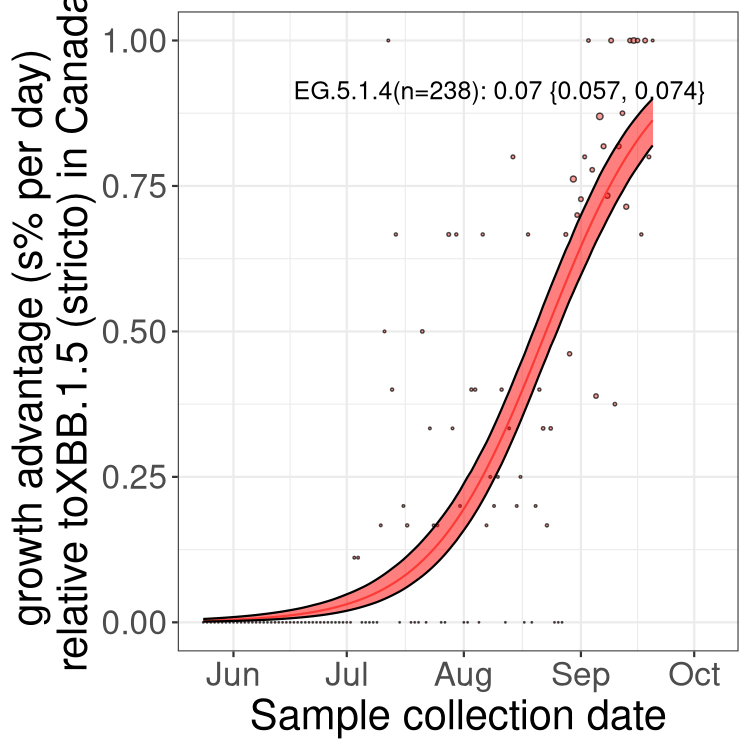 growth advantage (s% per day)
relative toXBB.1.5 (stricto) in Canada
1.00
0.75
0.50
0.25
0.00
EG.5.1.4(n=238): 0.07 {0.057, 0.074}
Jun Jul Aug Sep Oct
Sample collection date